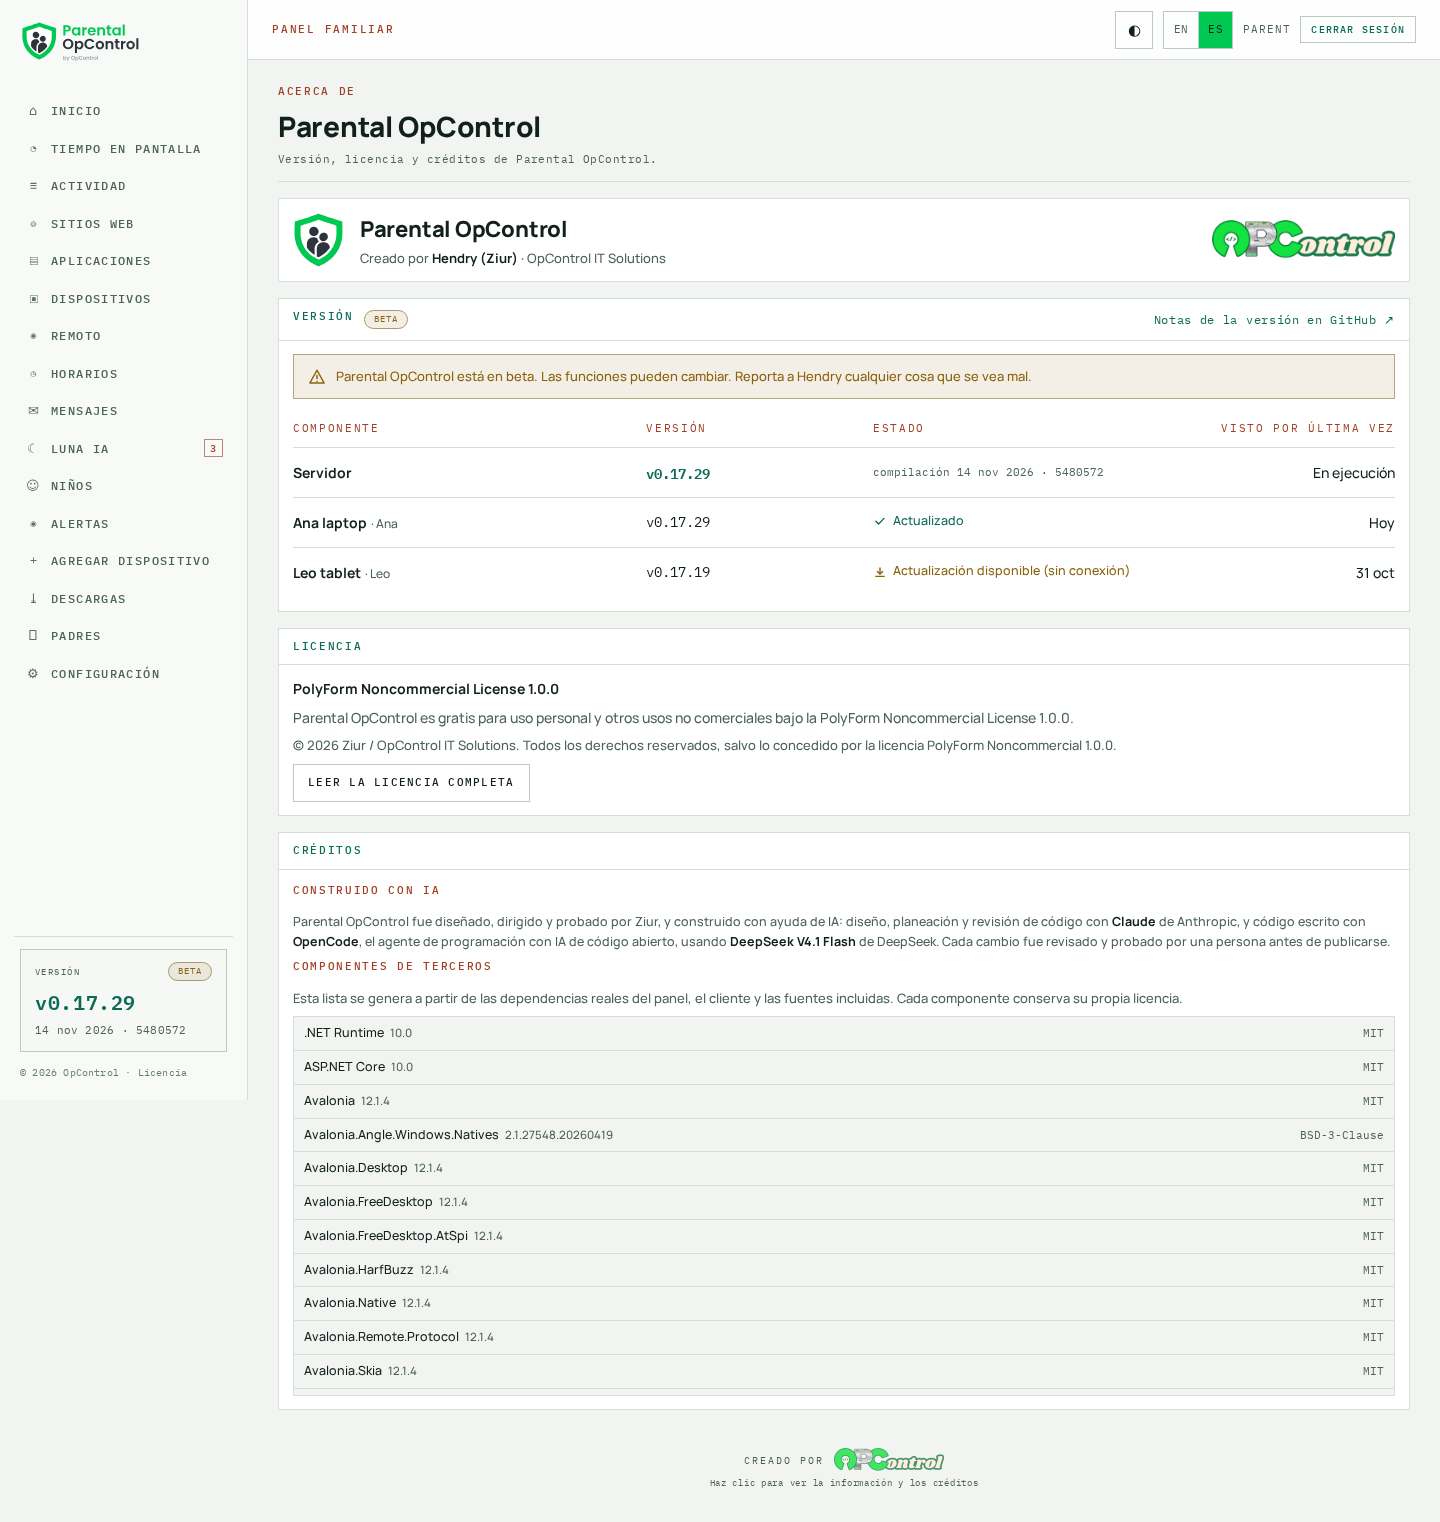 Parental
OpControl
by OpControl
PANEL FAMILIAR
EN ES PARENT CERRAR SESIÓN
INICIO
TIEMPO EN PANTALLA
ACTIVIDAD
SITIOS WEB
APLICACIONES
DISPOSITIVOS
REMOTO
HORARIOS
MENSAJES
LUNA IA 3
NIÑOS
ALERTAS
+ AGREGAR DISPOSITIVO
DESCARGAS
PADRES
CONFIGURACIÓN
VERSIÓN BETA
v0.17.29
14 nov 2026 · 5480572
© 2026 OpControl · Licencia
ACERCA DE
Parental OpControl
Versión, licencia y créditos de Parental OpControl.
Parental OpControl
Creado por Hendry (Ziur) · OpControl IT Solutions
OPControl
VERSIÓN BETA
Notas de la versión en GitHub ↗
Parental OpControl está en beta. Las funciones pueden cambiar. Reporta a Hendry cualquier cosa que se vea mal.
COMPONENTE VERSIÓN ESTADO VISTO POR ÚLTIMA VEZ
Servidor v0.17.29 compilación 14 nov 2026 · 5480572 En ejecución
Ana laptop · Ana v0.17.29 Actualizado Hoy
Leo tablet · Leo v0.17.19 Actualización disponible (sin conexión) 31 oct
LICENCIA
PolyForm Noncommercial License 1.0.0
Parental OpControl es gratis para uso personal y otros usos no comerciales bajo la PolyForm Noncommercial License 1.0.0.
© 2026 Ziur / OpControl IT Solutions. Todos los derechos reservados, salvo lo concedido por la licencia PolyForm Noncommercial 1.0.0.
LEER LA LICENCIA COMPLETA
CRÉDITOS
CONSTRUIDO CON IA
Parental OpControl fue diseñado, dirigido y probado por Ziur, y construido con ayuda de IA: diseño, planeación y revisión de código con Claude de Anthropic, y código escrito con
OpenCode, el agente de programación con IA de código abierto, usando DeepSeek V4.1 Flash de DeepSeek. Cada cambio fue revisado y probado por una persona antes de publicarse.
COMPONENTES DE TERCEROS
Esta lista se genera a partir de las dependencias reales del panel, el cliente y las fuentes incluidas. Cada componente conserva su propia licencia.
.NET Runtime 10.0 MIT
ASP.NET Core 10.0 MIT
Avalonia 12.1.4 MIT
Avalonia.Angle.Windows.Natives 2.1.27548.20260419 BSD-3-Clause
Avalonia.Desktop 12.1.4 MIT
Avalonia.FreeDesktop 12.1.4 MIT
Avalonia.FreeDesktop.AtSpi 12.1.4 MIT
Avalonia.HarfBuzz 12.1.4 MIT
Avalonia.Native 12.1.4 MIT
Avalonia.Remote.Protocol 12.1.4 MIT
Avalonia.Skia 12.1.4 MIT
CREADO POR OPControl
Haz clic para ver la información y los créditos